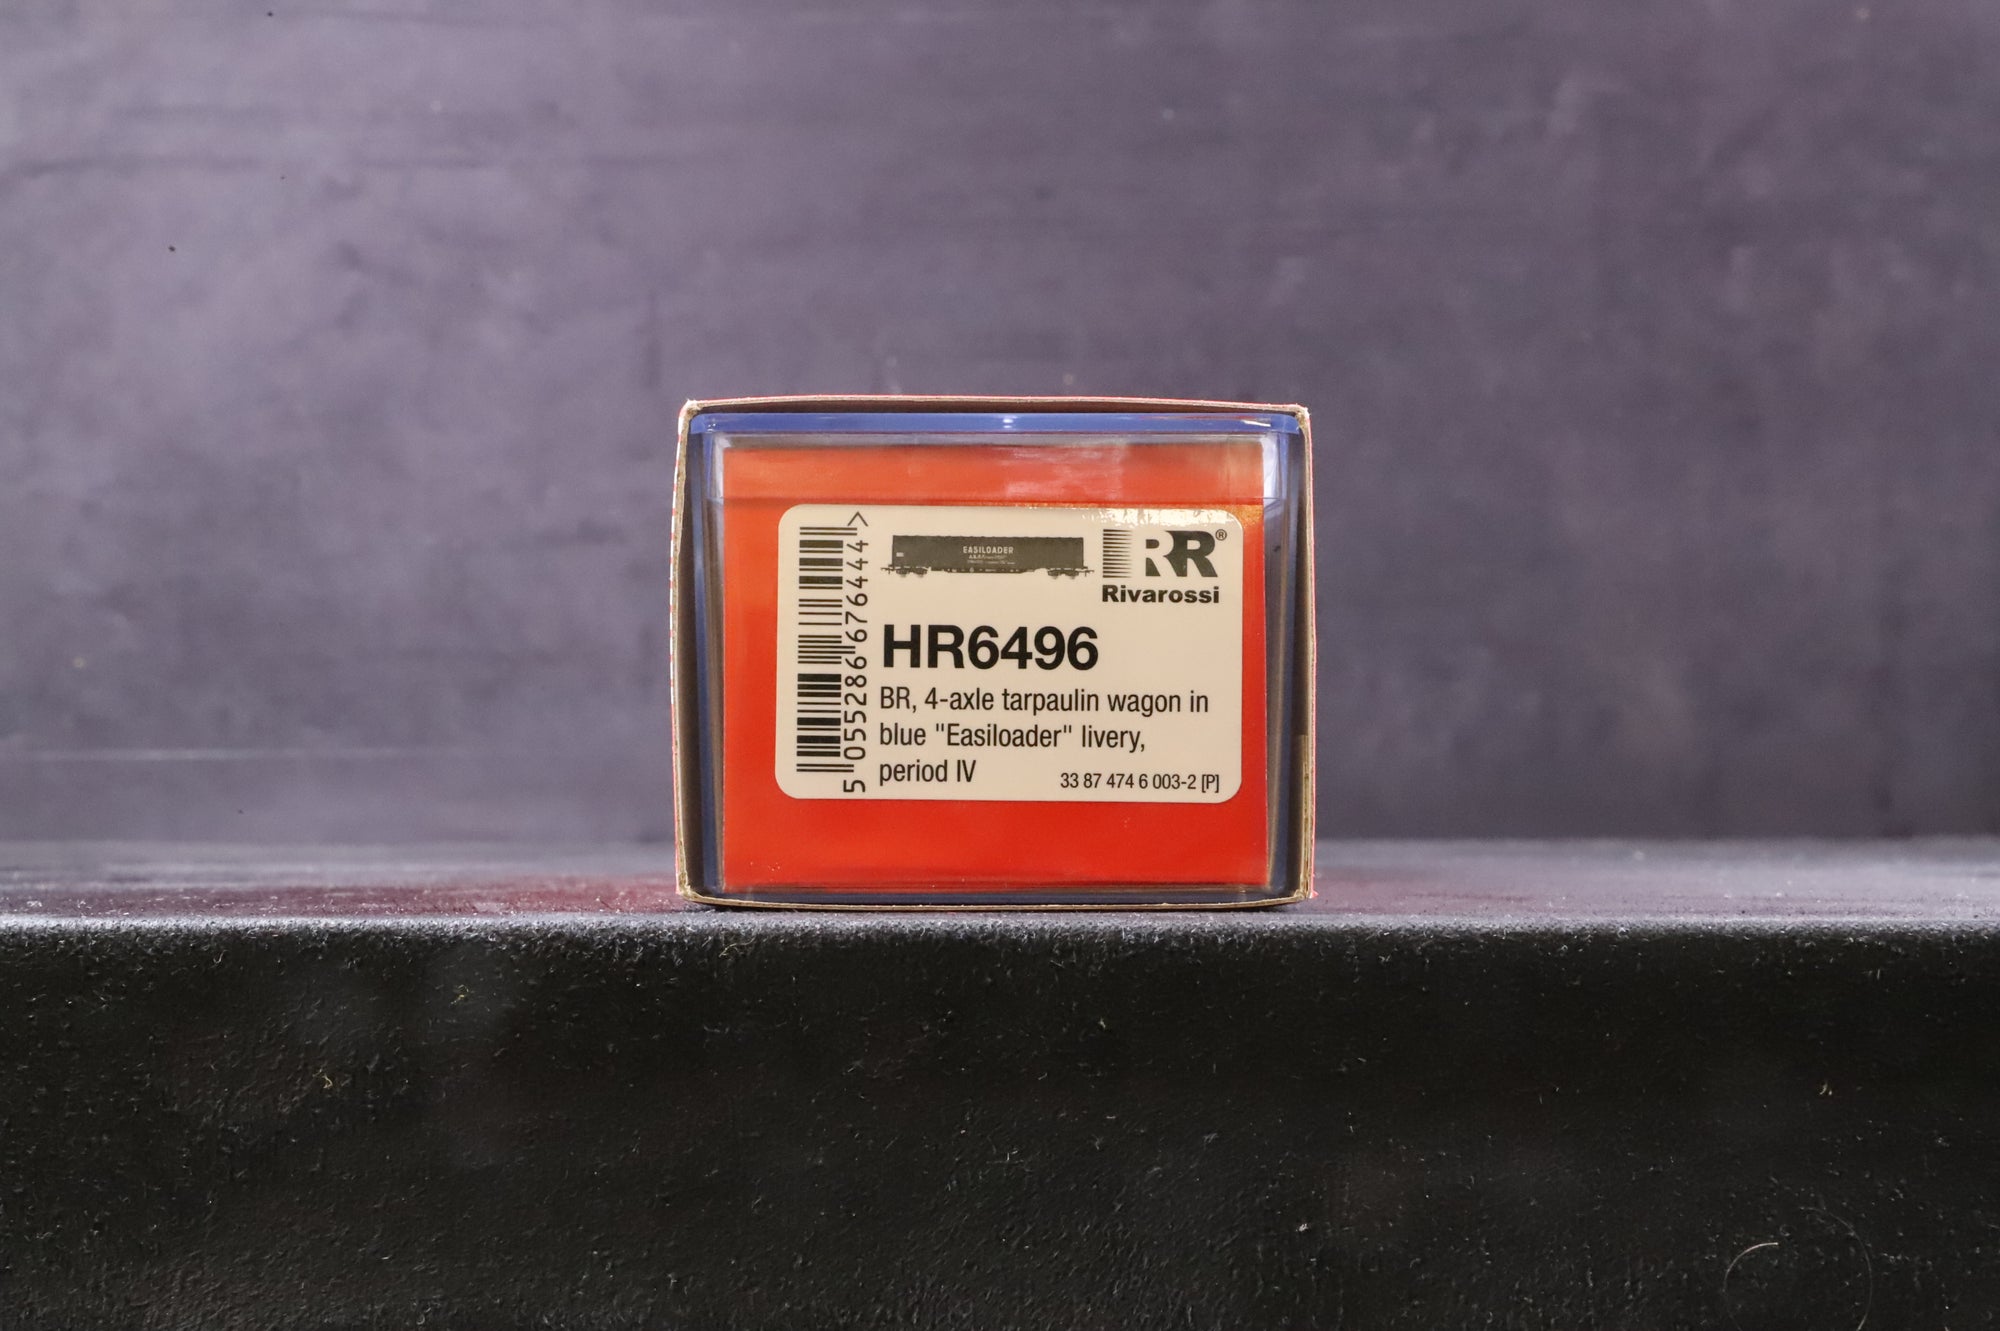 EASILOADER
RR®
Rivarossi
HR6496
BR, 4-axle tarpaulin wagon in
blue "Easiloader" livery,
period IV
33 87 474 6 003-2 [P]
5 055286 676444 >